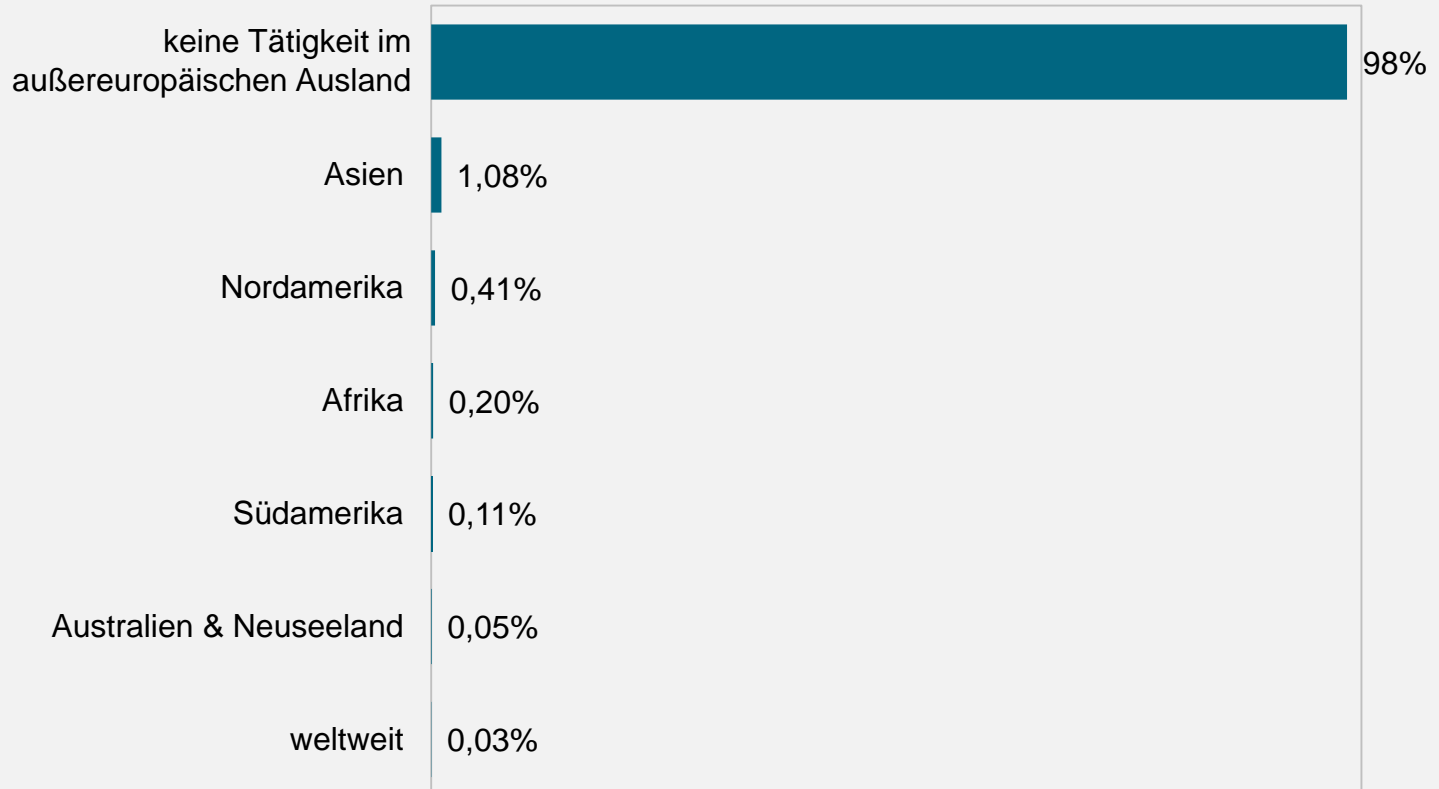 keine Tätigkeit im
außereuropäischen Ausland
98%
Asien
1,08%
Nordamerika
0,41%
Afrika
0,20%
Südamerika
0,11%
Australien & Neuseeland
0,05%
weltweit
0,03%